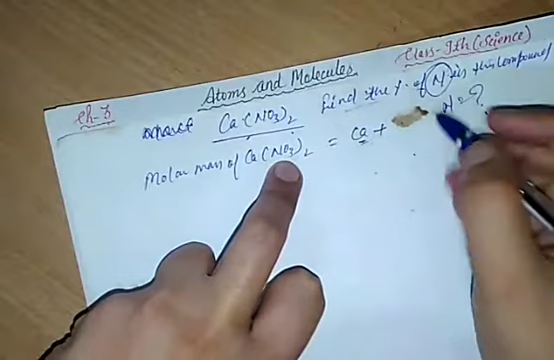 Class-9th (Science)
Ch-3
Atoms and Molecules
Ca(NO3)2 Find the % of N in this compound
N = ?
Molar mass of Ca(NO3)2 = Ca +